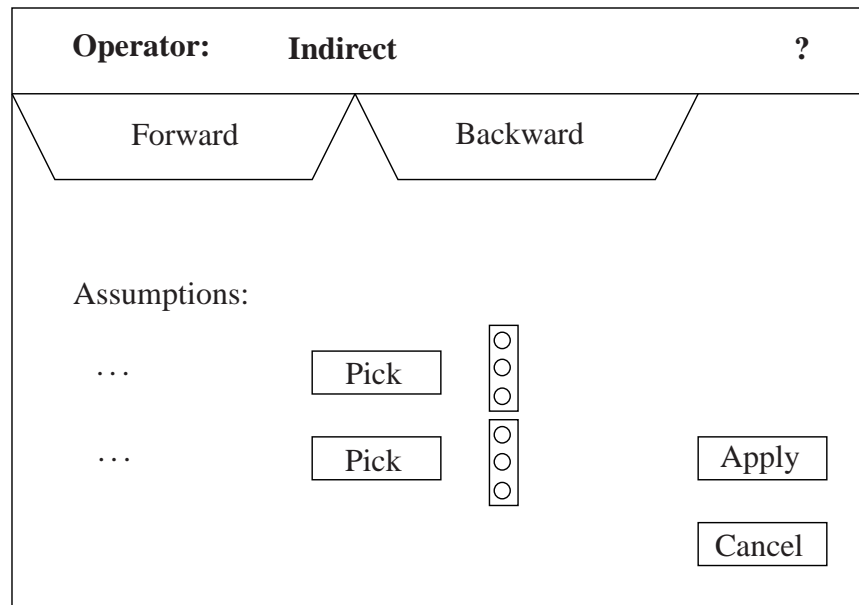 Operator: Indirect ?
Forward Backward
Assumptions:
... Pick
... Pick
Apply
Cancel